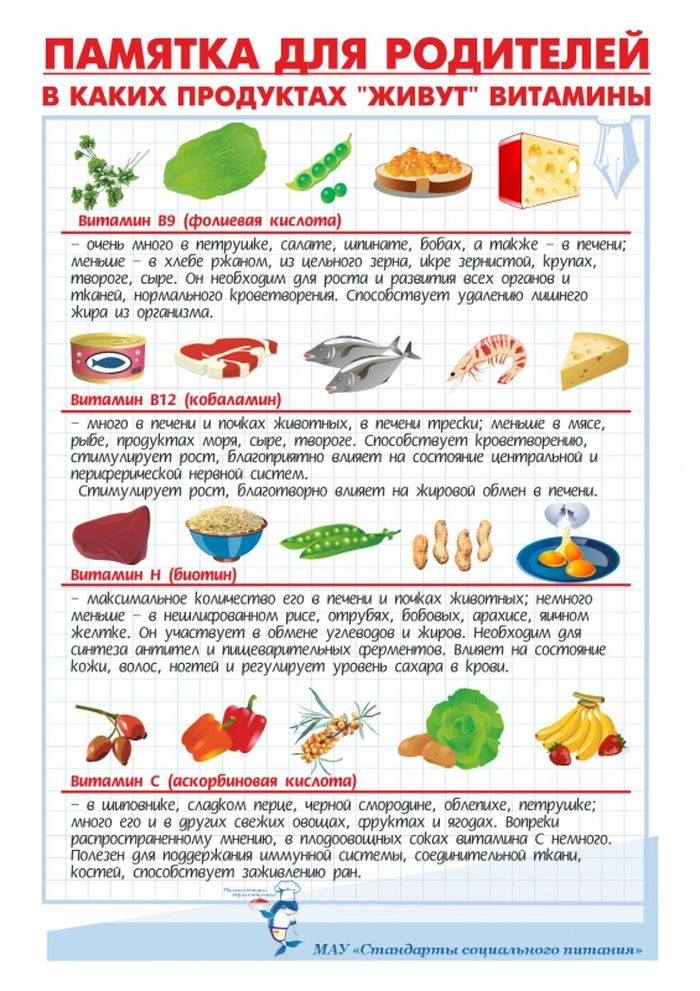 ПАМЯТКА ДЛЯ РОДИТЕЛЕЙ
В КАКИХ ПРОДУКТАХ "ЖИВУТ" ВИТАМИНЫ
Витамин В9 (фолиевая кислота)
– очень много в петрушке, салате, шпинате, бобах, а также – в печени;
меньше – в хлебе ржаном, из цельного зерна, икре зернистой, крупах,
твороге, сыре. Он необходим для роста и развития всех органов и
тканей, нормального кроветворения. Способствует удалению лишнего
жира из организма.
Витамин В12 (кобаламин)
– много в печени и почках животных, в печени трески; меньше в мясе,
рыбе, продуктах моря, сыре, твороге. Способствует кроветворению,
стимулирует рост, благоприятно влияет на состояние центральной и
периферической нервной систем.
Стимулирует рост, благотворно влияет на жировой обмен в печени.
Витамин Н (биотин)
– максимальное количество его в печени и почках животных; немного
меньше – в нешлифованном рисе, отрубях, бобовых, арахисе, яичном
желтке. Он участвует в обмене углеводов и жиров. Необходим для
синтеза антител и пищеварительных ферментов. Влияет на состояние
кожи, волос, ногтей и регулирует уровень сахара в крови.
Витамин С (аскорбиновая кислота)
– в шиповнике, сладком перце, черной смородине, облепихе, петрушке;
много его и в других свежих овощах, фруктах и ягодах. Вопреки
распространенному мнению, в плодоовощных соках витамина С немного.
Полезен для поддержания иммунной системы, соединительной ткани,
костей, способствует заживлению ран.
МАУ «Стандарты социального питания»